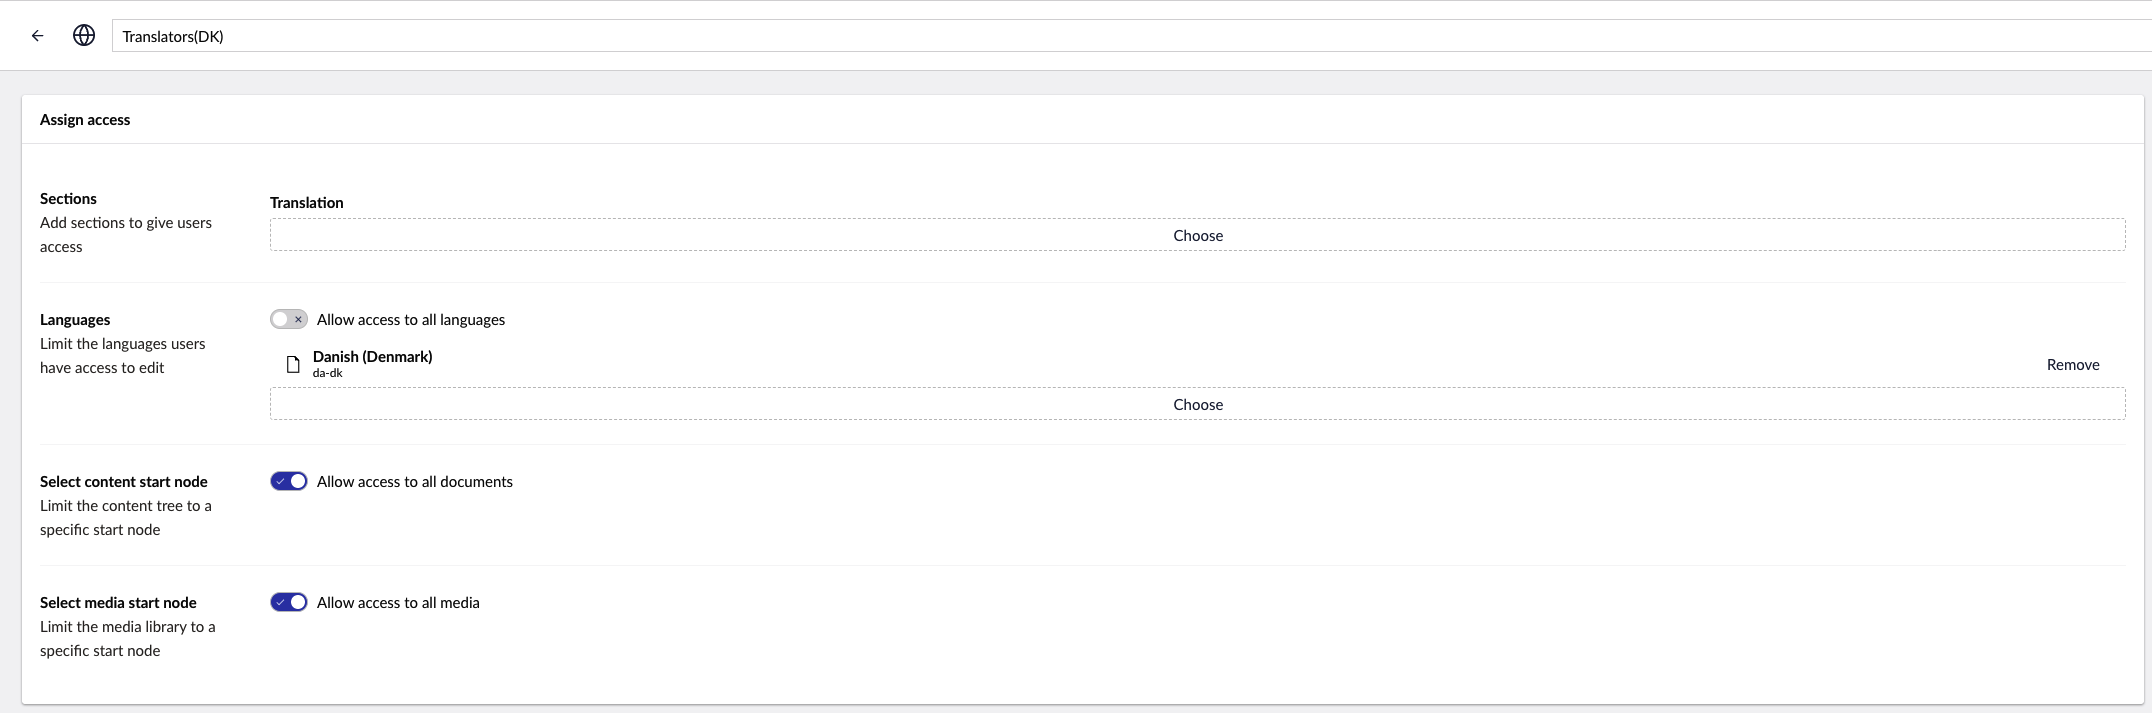 Translators(DK)
Assign access
Sections
Add sections to give users
access
Translation
Choose
Languages
Limit the languages users
have access to edit
Allow access to all languages
Danish (Denmark)
da-dk
Remove
Choose
Select content start node
Limit the content tree to a
specific start node
Allow access to all documents
Select media start node
Limit the media library to a
specific start node
Allow access to all media